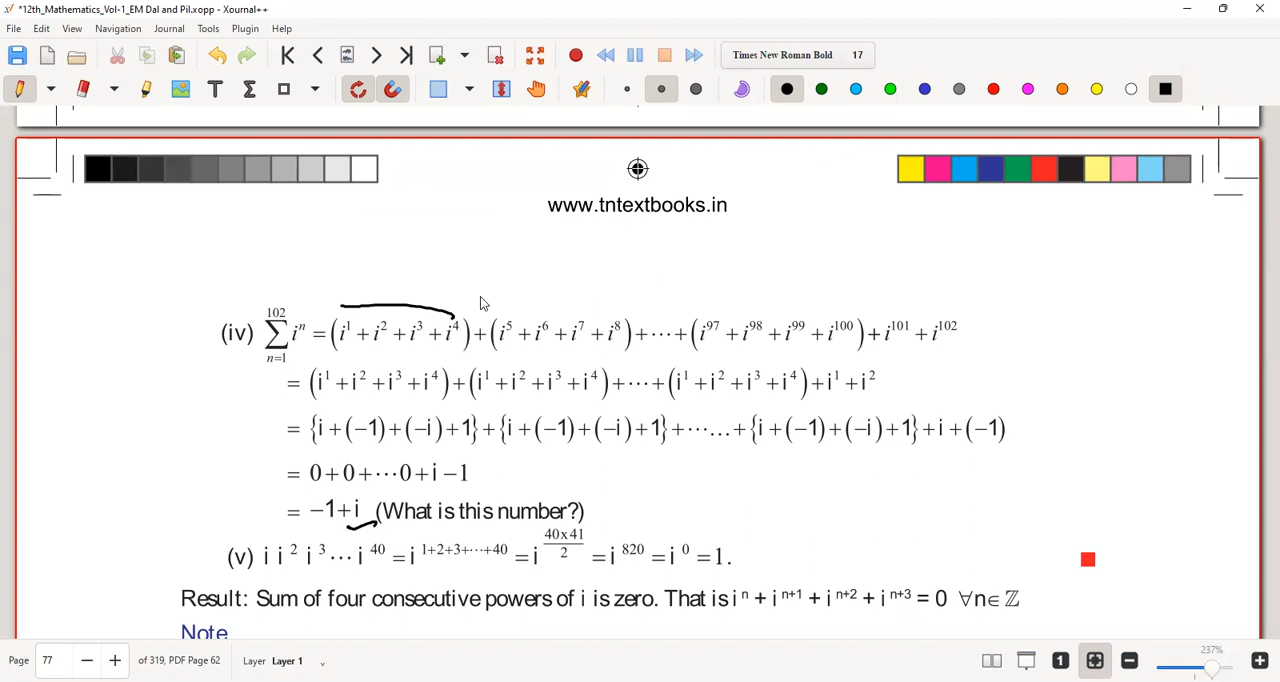 *12th_Mathematics_Vol-1_EM Dal and Pil.xopp - Xournal++
File Edit View Navigation Journal Tools Plugin Help
Times New Roman Bold 17
www.tntextbooks.in
(iv) ∑_{n=1}^{102} iⁿ = (i¹ + i² + i³ + i⁴) + (i⁵ + i⁶ + i⁷ + i⁸) + ⋯ + (i⁹⁷ + i⁹⁸ + i⁹⁹ + i¹⁰⁰) + i¹⁰¹ + i¹⁰²
= (i¹ + i² + i³ + i⁴) + (i¹ + i² + i³ + i⁴) + ⋯ + (i¹ + i² + i³ + i⁴) + i¹ + i²
= {i + (−1) + (−i) + 1} + {i + (−1) + (−i) + 1} + ⋯… + {i + (−1) + (−i) + 1} + i + (−1)
= 0 + 0 + ⋯0 + i − 1
= −1 + i (What is this number?)
(v) i i² i³ ⋯ i⁴⁰ = i^{1+2+3+⋯+40} = i^{\frac{40x41}{2}} = i⁸²⁰ = i⁰ = 1.
Result: Sum of four consecutive powers of i is zero. That is iⁿ + iⁿ⁺¹ + iⁿ⁺² + iⁿ⁺³ = 0 ∀n∈ℤ
Note
237%
Page 77 of 319, PDF Page 62 Layer Layer 1 1